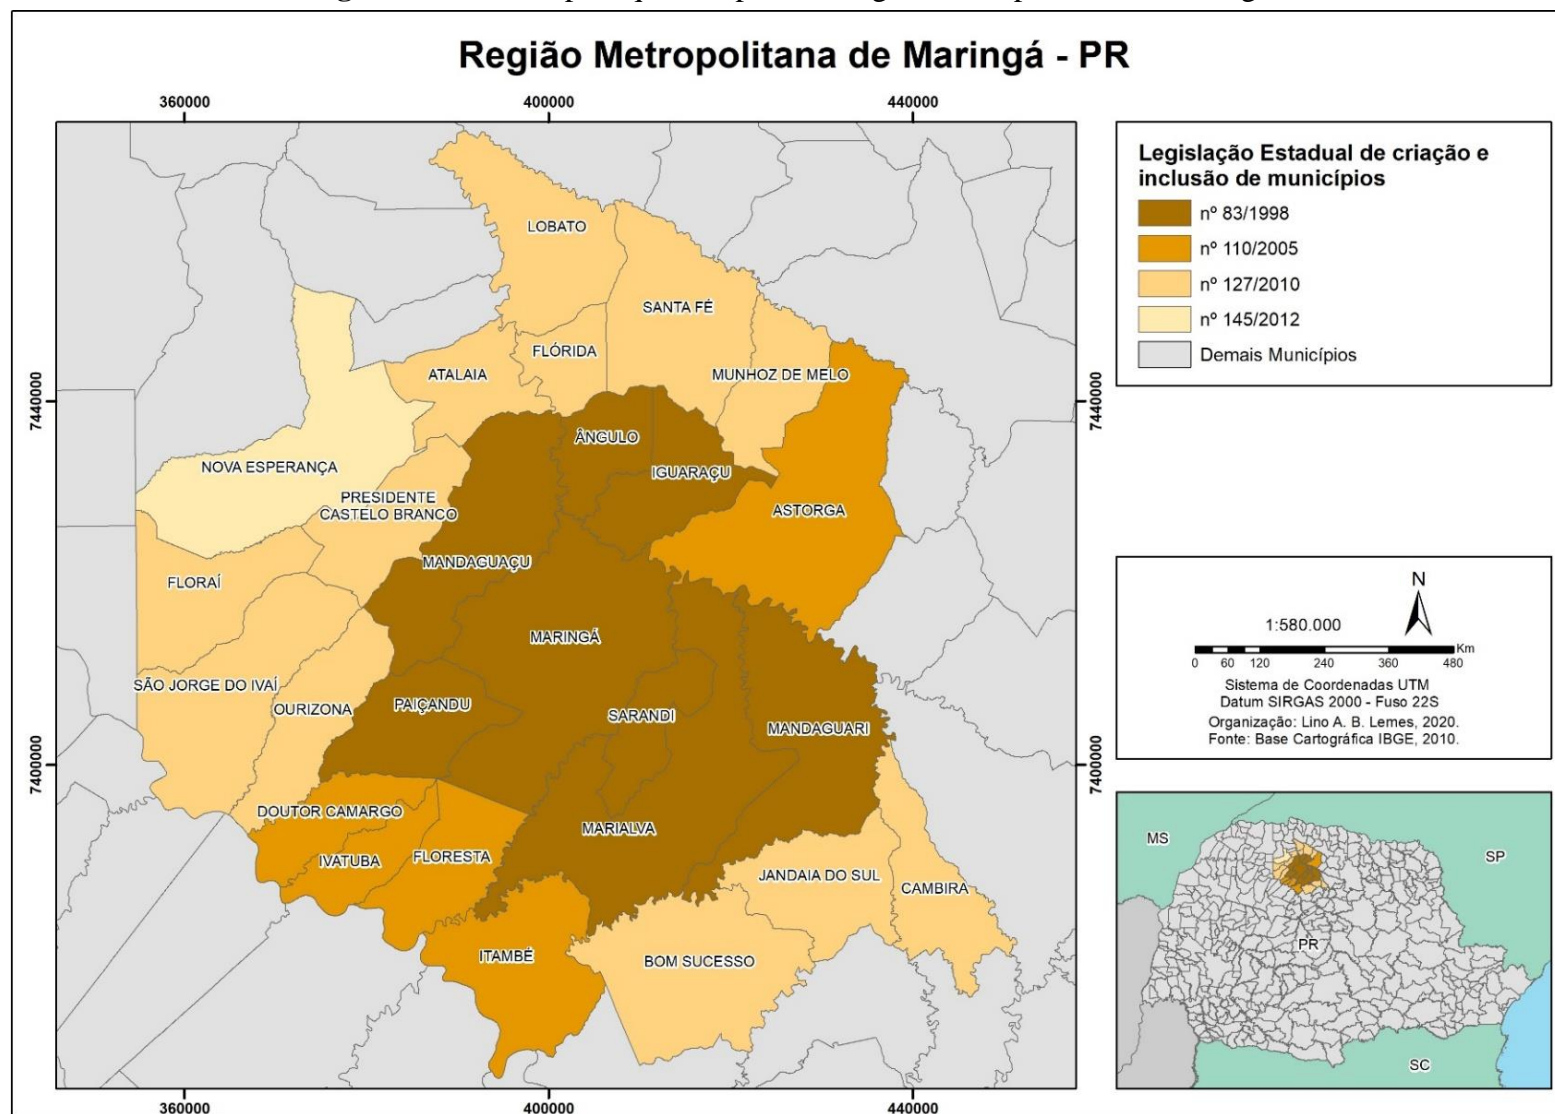 Região Metropolitana de Maringá - PR
360000
400000
440000
7440000
7440000
7400000
7400000
360000
400000
440000
LOBATO
SANTA FÉ
FLÓRIDA
ATALAIA
MUNHOZ DE MELO
ÂNGULO
NOVA ESPERANÇA
IGUARAÇU
PRESIDENTE
CASTELO BRANCO
ASTORGA
MANDAGUAÇU
FLORAÍ
MARINGÁ
SÃO JORGE DO IVAÍ
OURIZONA
PAIÇANDU
SARANDI
MANDAGUARI
DOUTOR CAMARGO
MARIALVA
IVATUBA
FLORESTA
JANDAIA DO SUL
CAMBIRA
ITAMBÉ
BOM SUCESSO
Legislação Estadual de criação e
inclusão de municípios
nº 83/1998
nº 110/2005
nº 127/2010
nº 145/2012
Demais Municípios
N
1:580.000
Km
0 60 120 240 360 480
Sistema de Coordenadas UTM
Datum SIRGAS 2000 - Fuso 22S
Organização: Lino A. B. Lemes, 2020.
Fonte: Base Cartográfica IBGE, 2010.
MS
SP
PR
SC